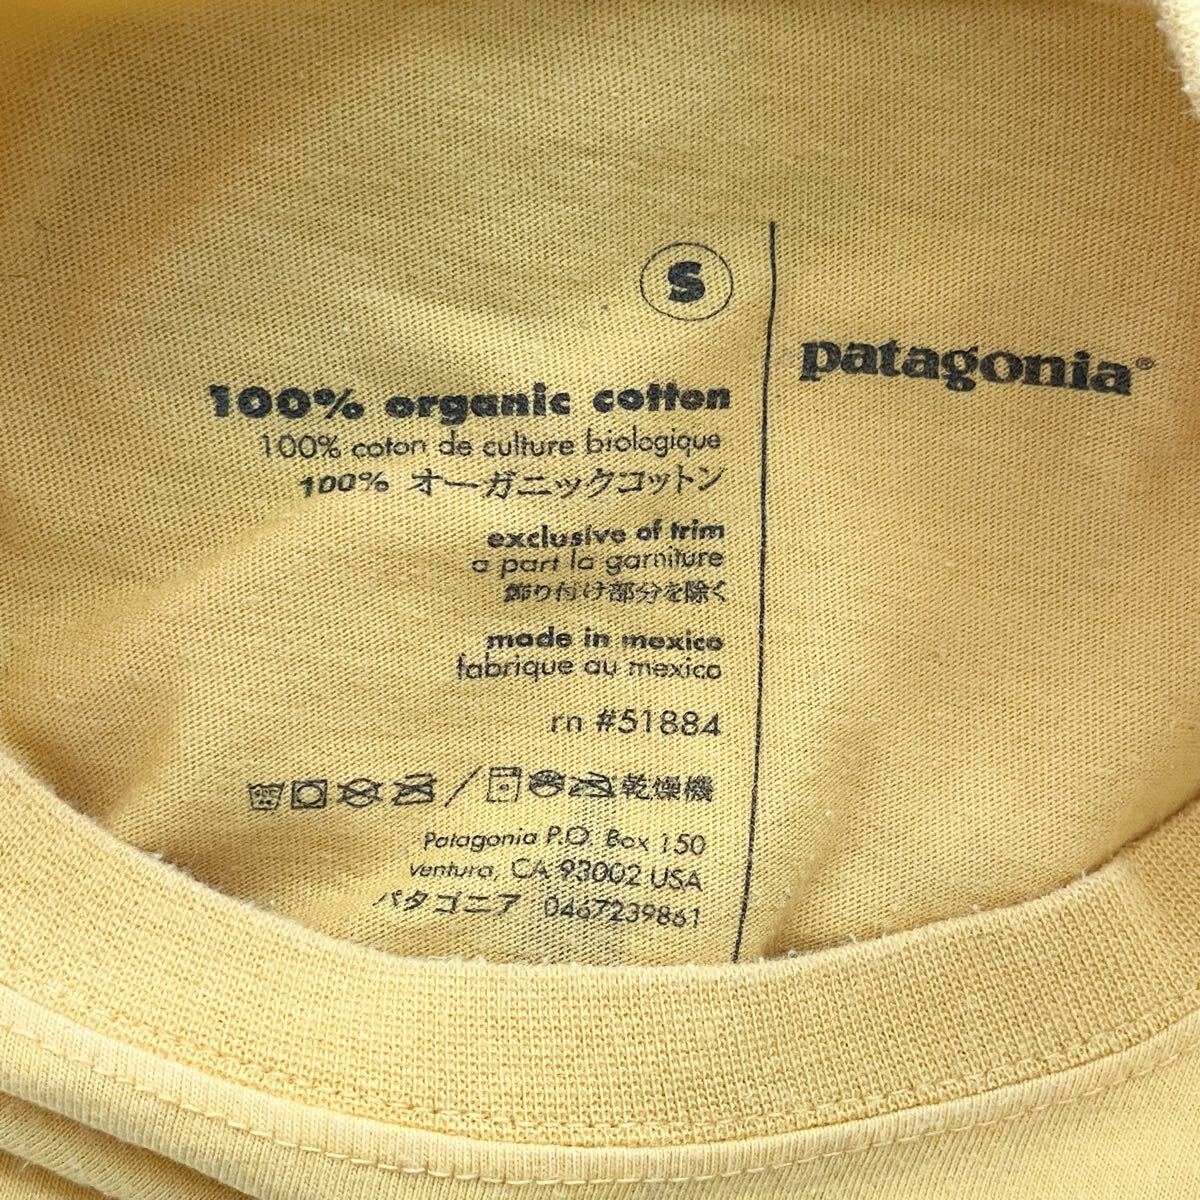 S
patagonia®
100% organic cotton
100% coton de culture biologique
100% オーガニックコットン
exclusive of trim
a part la garniture
飾り付け部分を除く
made in mexico
fabrique au mexico
rn #51884
/ 乾燥機
Patagonia P.O. Box 150
ventura, CA 93002 USA
パタゴニア 0467239861